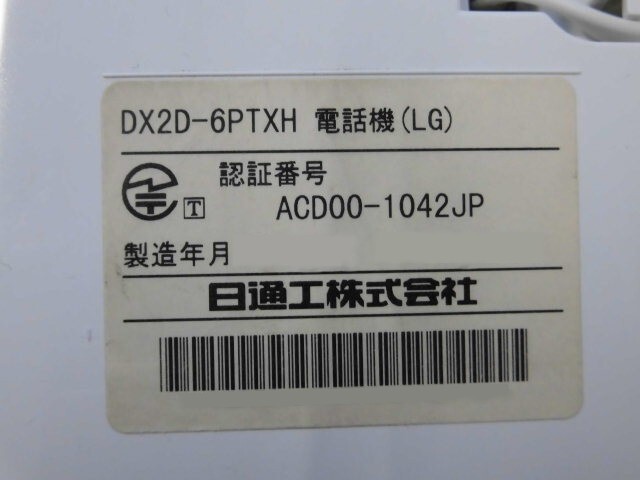 DX2D-6PTXH 電話機(LG)
認証番号
T ACD00-1042JP
製造年月
日通工株式会社